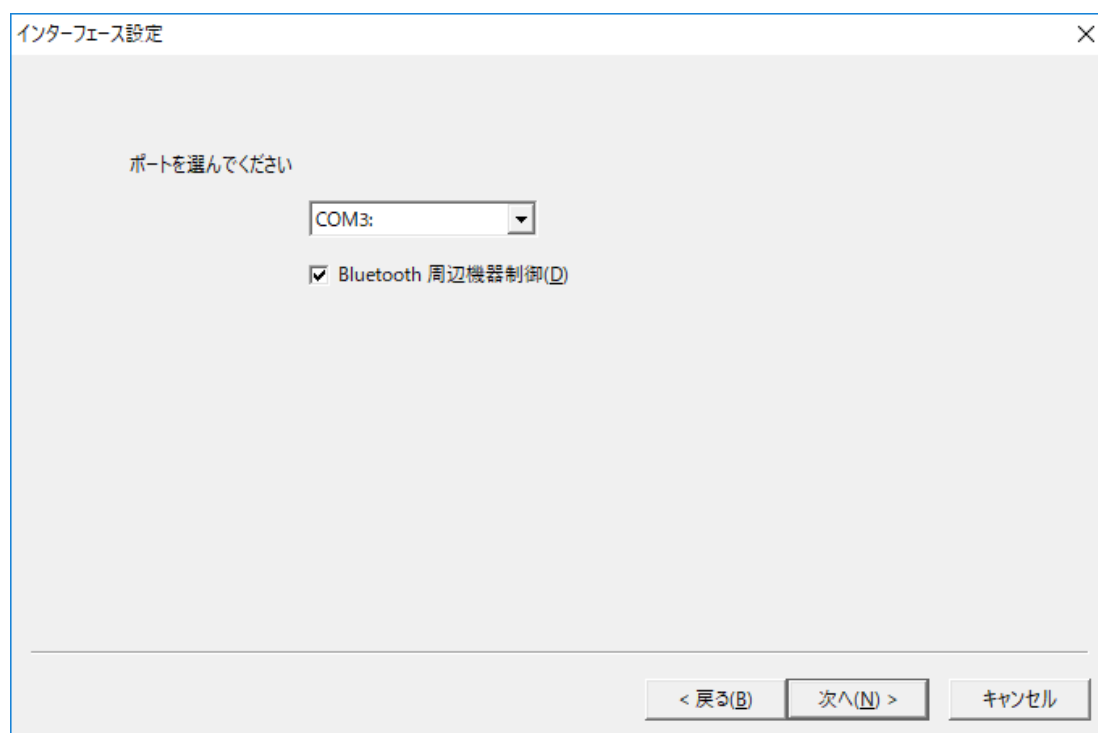 インターフェース設定
ポートを選んでください
COM3:
Bluetooth 周辺機器制御(D)
< 戻る(B)
次へ(N) >
キャンセル